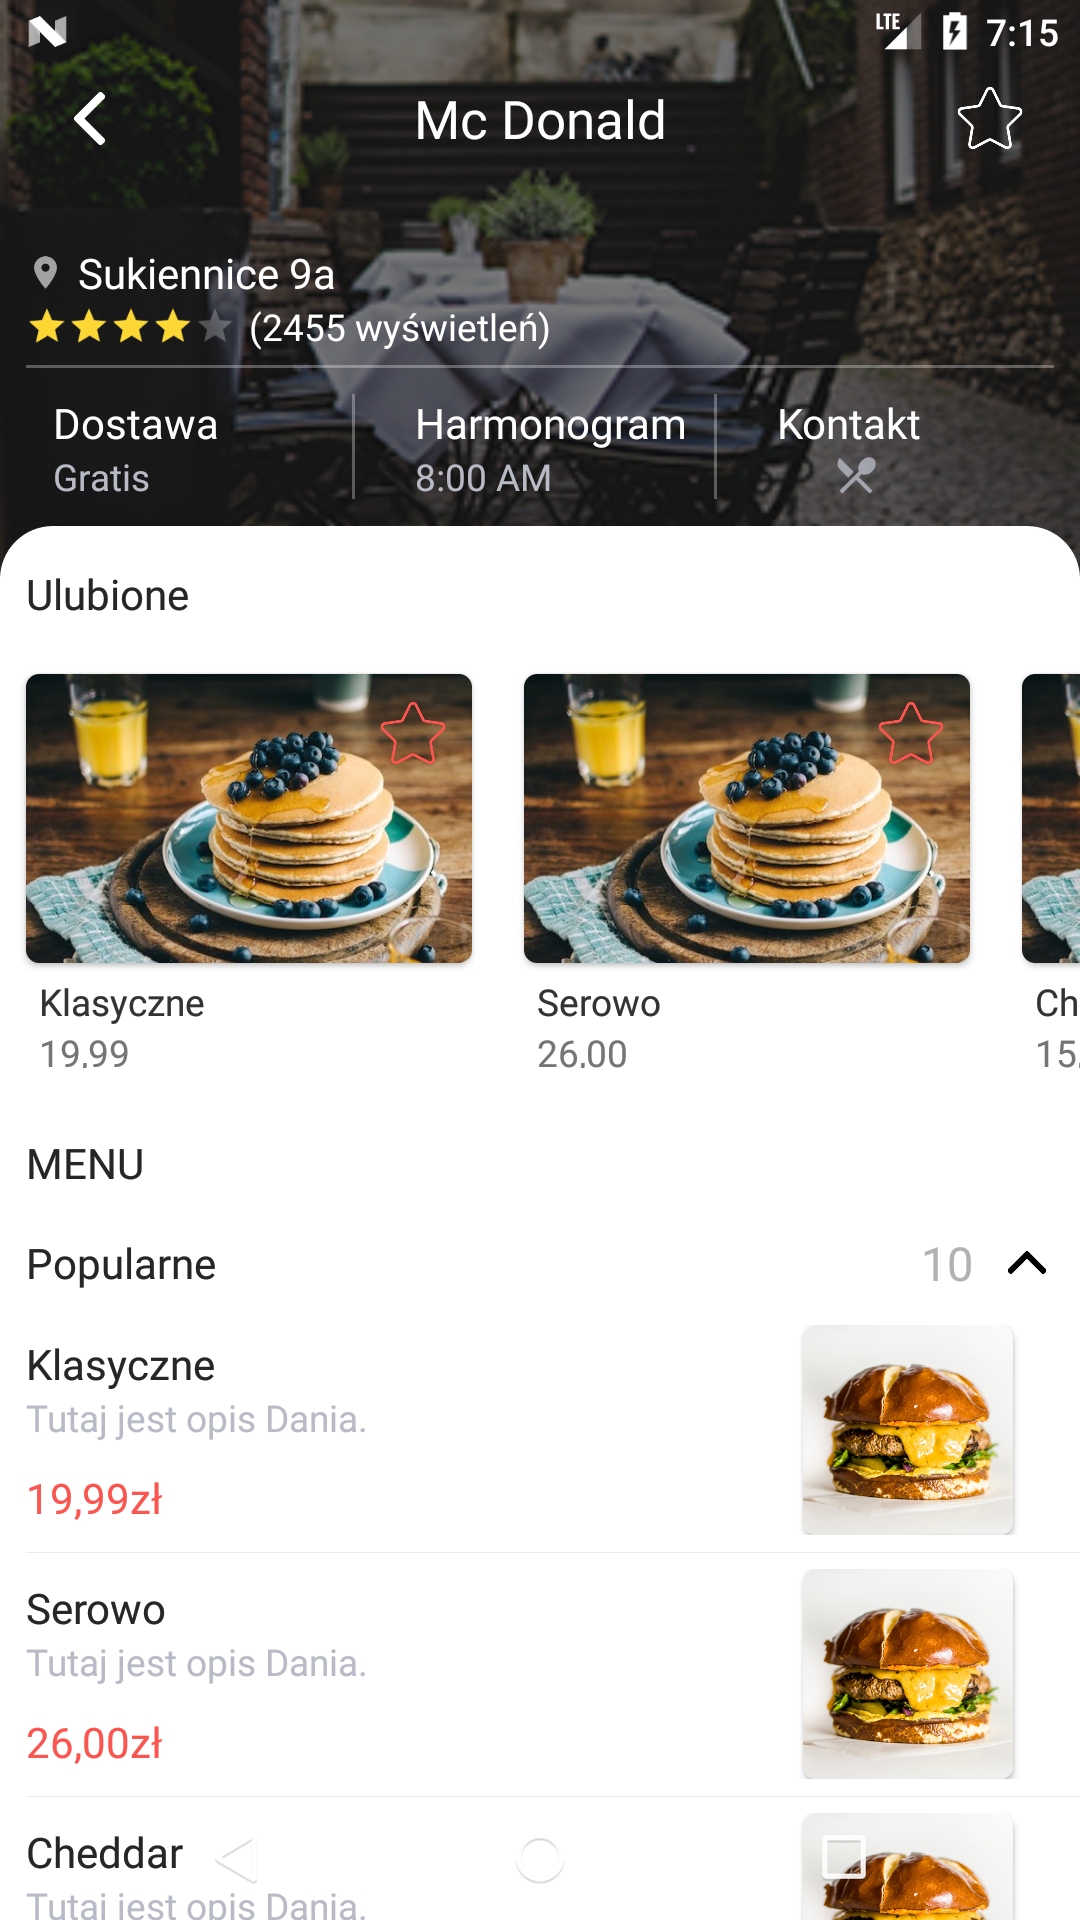 LTE 7:15
Mc Donald
Sukiennice 9a
(2455 wyświetleń)
Dostawa Harmonogram Kontakt
Gratis 8:00 AM
Ulubione
Klasyczne Serowo Ch
19,99 26,00 15,
MENU
Popularne 10
Klasyczne
Tutaj jest opis Dania.
19,99zł
Serowo
Tutaj jest opis Dania.
26,00zł
Cheddar
Tutaj jest opis Dania.